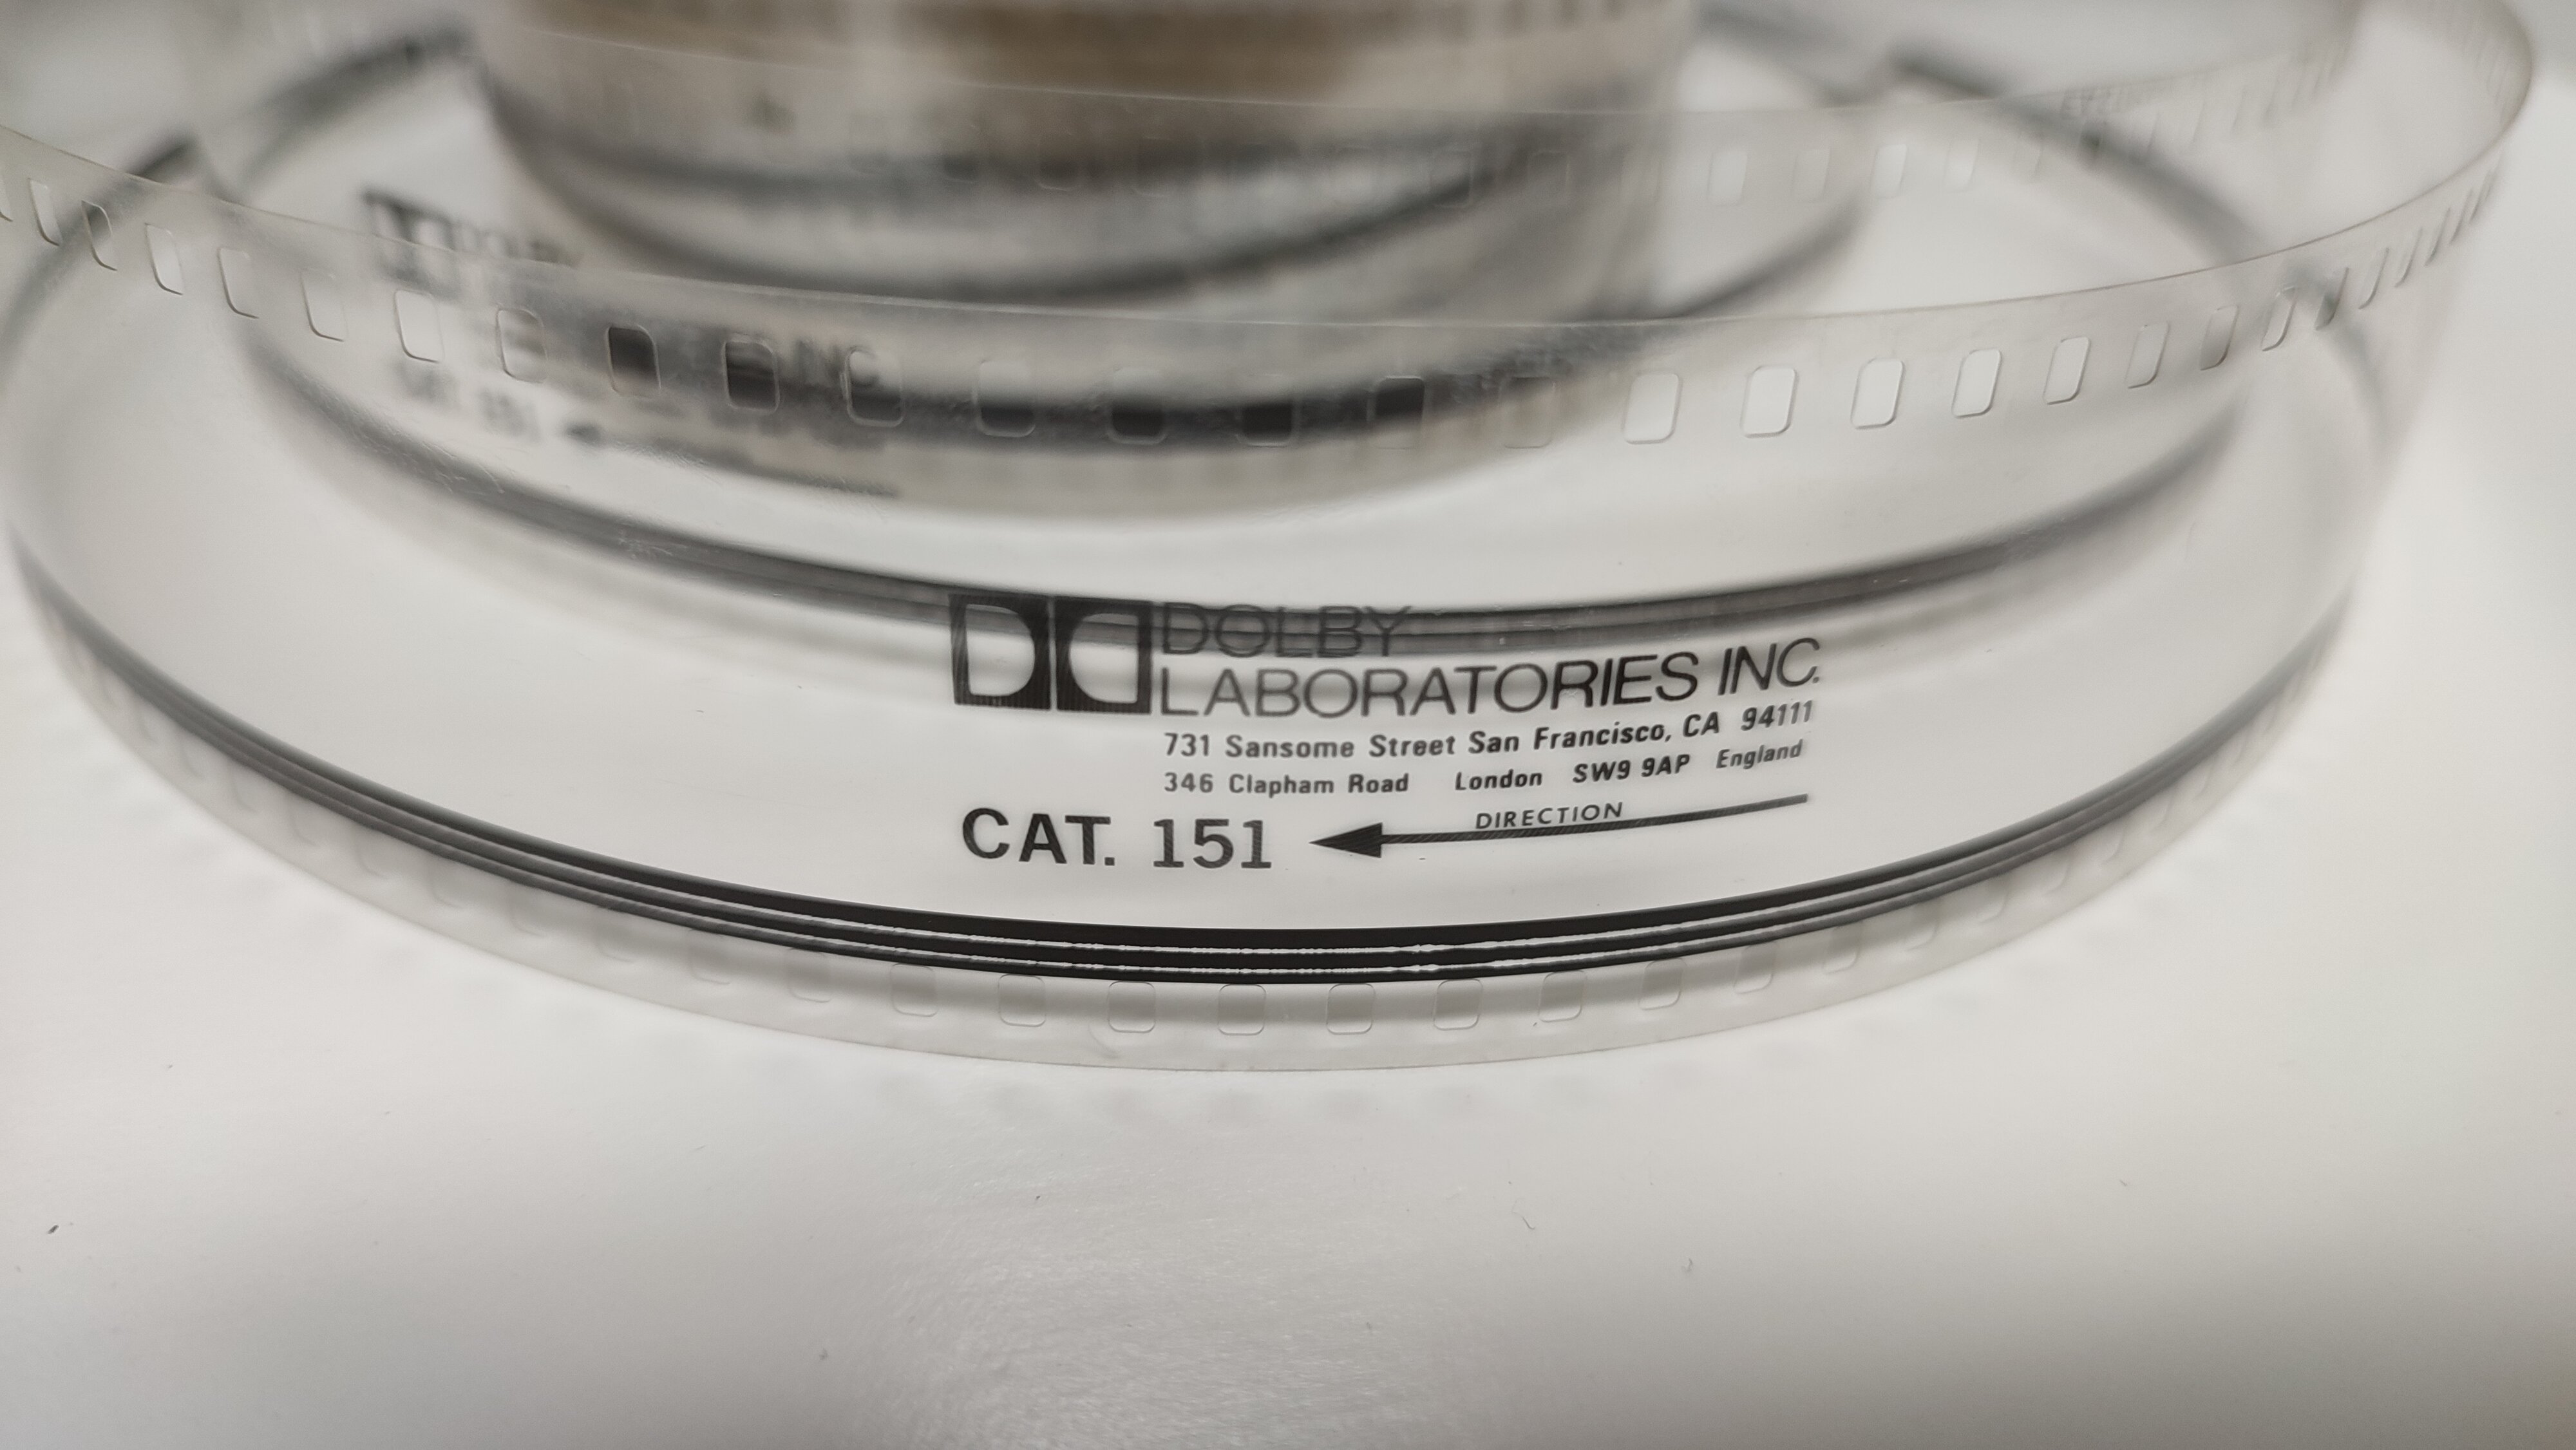 DOLBY
LABORATORIES INC.
731 Sansome Street San Francisco, CA 94111
346 Clapham Road London SW9 9AP England
CAT. 151
DIRECTION